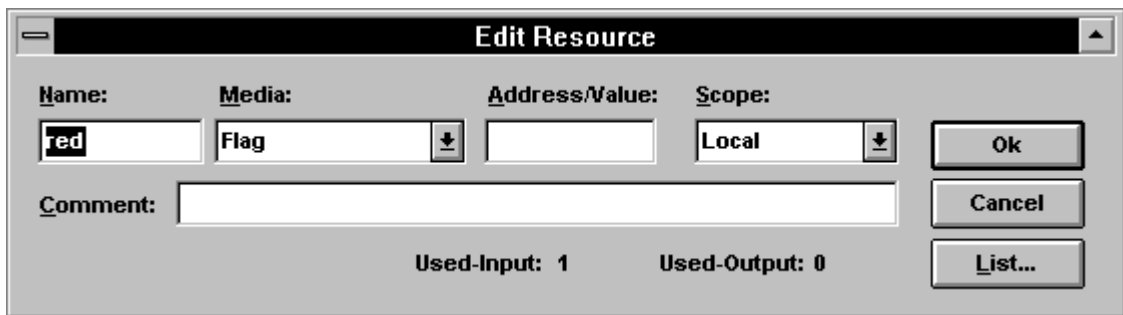 Edit Resource
Name: Media: Address/Value: Scope:
red Flag Local Ok
Comment: Cancel
Used-Input: 1 Used-Output: 0 List...